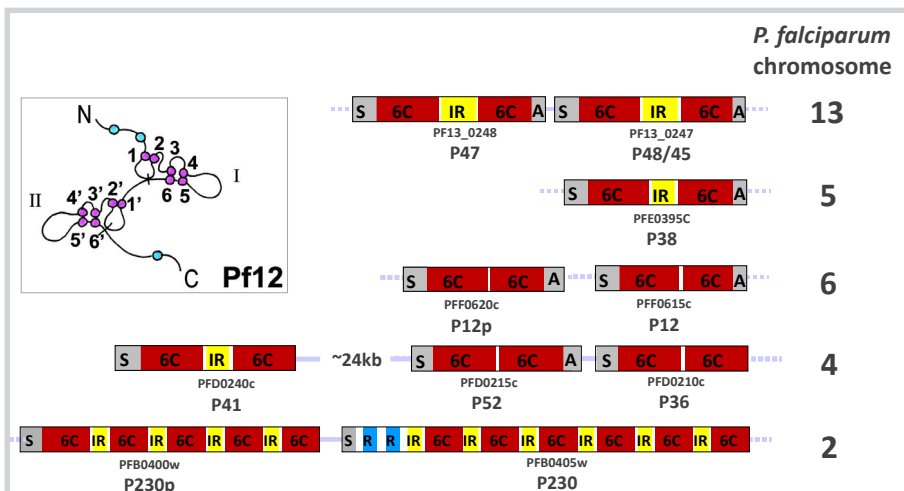 P. falciparum
chromosome
S 6C IR 6C A S 6C IR 6C A 13
PF13_0248 PF13_0247
P47 P48/45
N
1 2 3 4
6 5 I
II 4' 3' 2' 1'
5' 6'
C Pf12
S 6C IR 6C A 5
PFE0395C
P38
S 6C 6C A S 6C 6C A 6
PFF0620c PFF0615c
P12p P12
S 6C IR 6C ~24kb S 6C 6C A S 6C 6C 4
PFD0240c PFD0215c PFD0210c
P41 P52 P36
S 6C IR 6C IR 6C IR 6C IR 6C S R R IR 6C IR 6C IR 6C IR 6C IR 6C IR 6C 2
PFB0400w PFB0405w
P230p P230